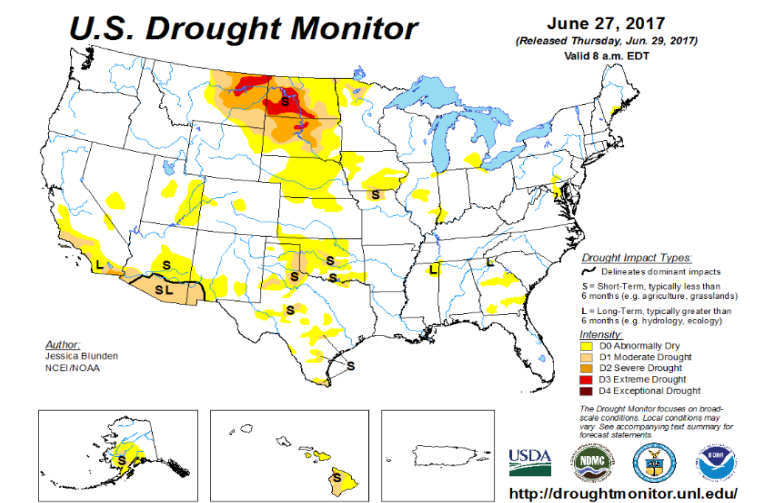 U.S. Drought Monitor
June 27, 2017
(Released Thursday, Jun. 29, 2017)
Valid 8 a.m. EDT
S
S
L
S
S L
S
S
S
S
S
L
L
Drought Impact Types:
Delineates dominant impacts
S = Short-Term, typically less than
6 months (e.g. agriculture, grasslands)
L = Long-Term, typically greater than
6 months (e.g. hydrology, ecology)
Intensity:
D0 Abnormally Dry
D1 Moderate Drought
D2 Severe Drought
D3 Extreme Drought
D4 Exceptional Drought
Author:
Jessica Blunden
NCEI/NOAA
The Drought Monitor focuses on broad-
scale conditions. Local conditions may
vary. See accompanying text summary for
forecast statements.
S
S
USDA
NDMC
NOAA
http://droughtmonitor.unl.edu/